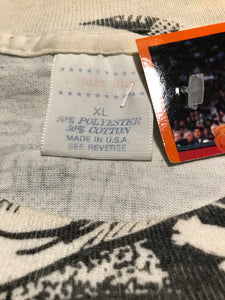 XL
50% POLYESTER
50% COTTON
MADE IN U.S.A.
SEE REVERSE